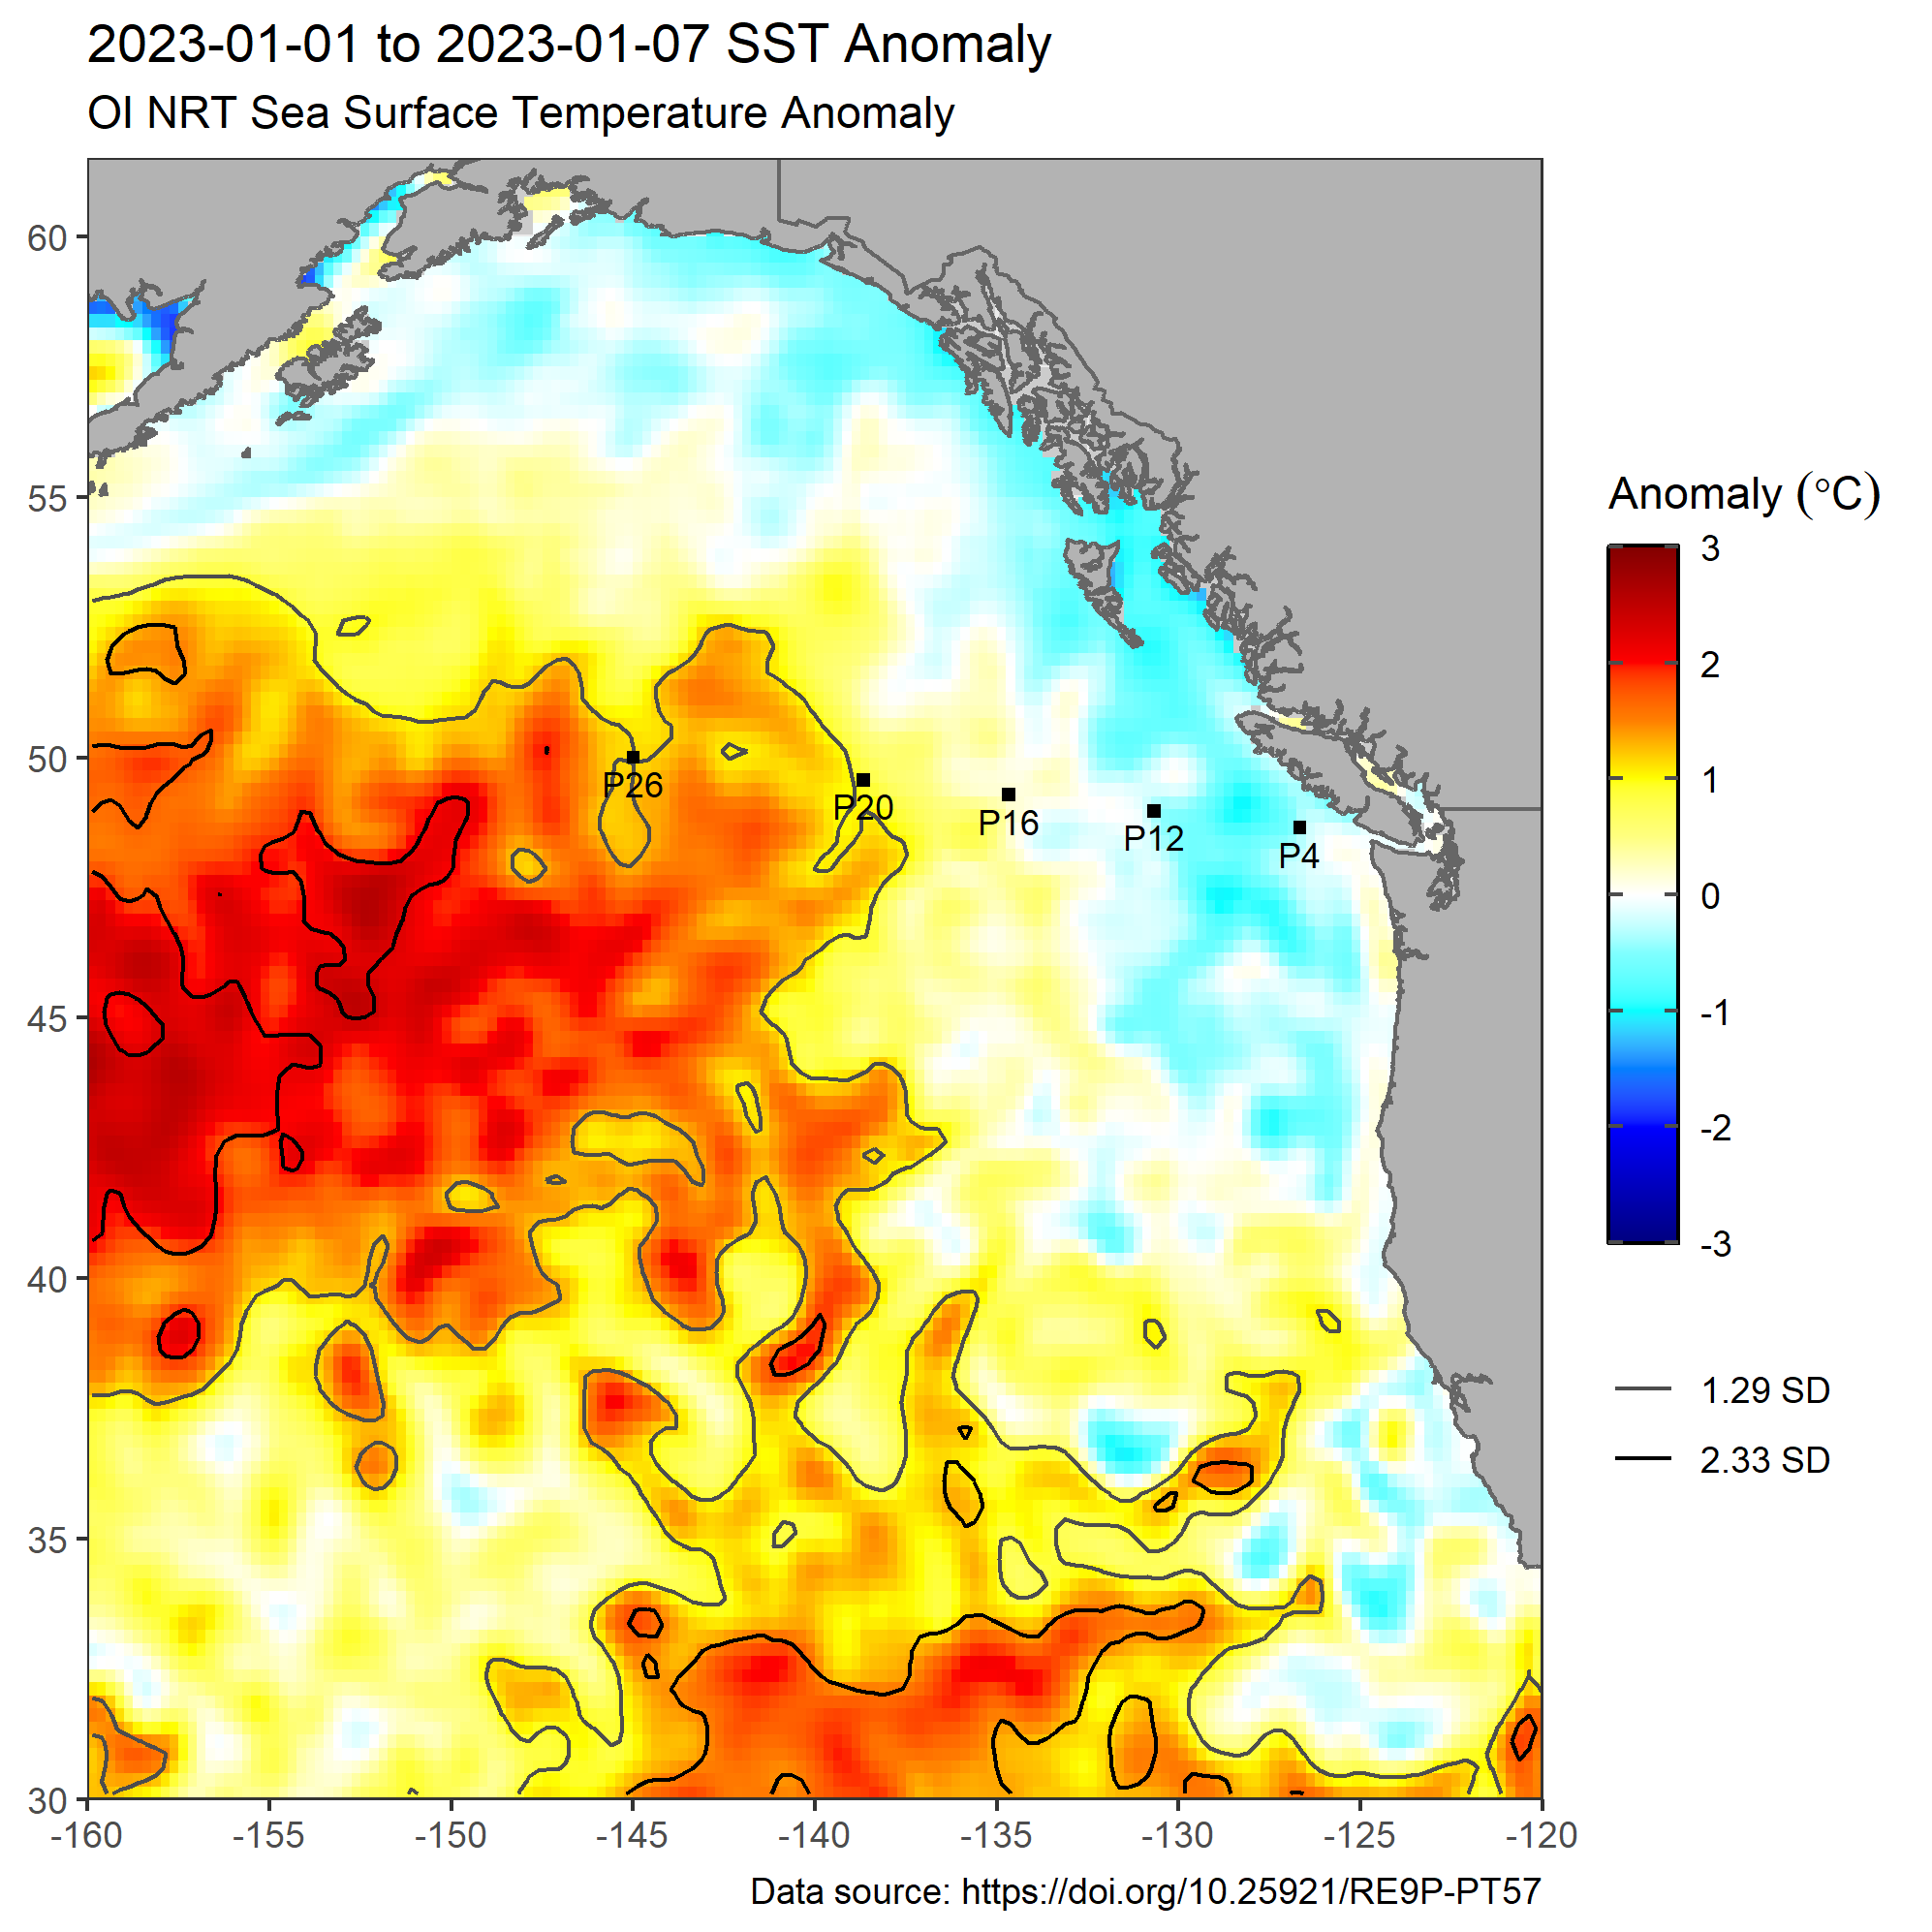 2023-01-01 to 2023-01-07 SST Anomaly
OI NRT Sea Surface Temperature Anomaly
60
55
50
45
40
35
30
-160
-155
-150
-145
-140
-135
-130
-125
-120
P26
P20
P16
P12
P4
Anomaly (°C)
3
2
1
0
-1
-2
-3
1.29 SD
2.33 SD
Data source: https://doi.org/10.25921/RE9P-PT57